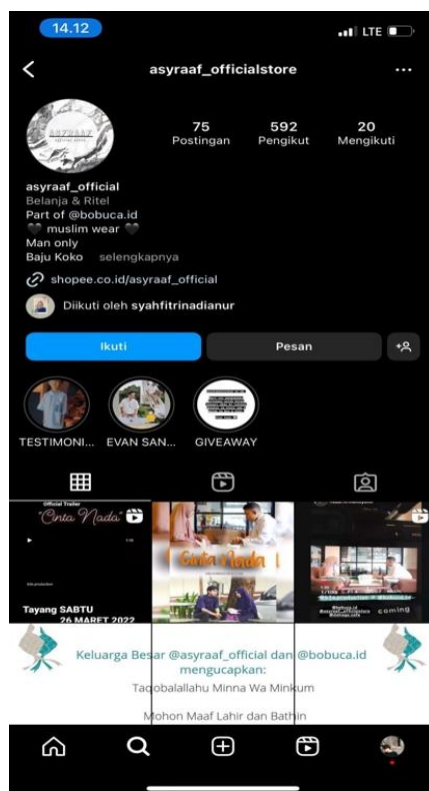 14.12
LTE
asyraaf_officialstore
ASYRAAF
75 592 20
Postingan Pengikut Mengikuti
asyraaf_official
Belanja & Ritel
Part of @bobuca.id
🖤 muslim wear 🖤
Man only
Baju Koko selengkapnya
shopee.co.id/asyraaf_official
Diikuti oleh syahfitrinadianur
Ikuti Pesan
TESTIMONI... EVAN SAN... GIVEAWAY
Official Trailer
"Cinta Nada"
Tayang SABTU
26 MARET 2022
Cinta Nada
coming
Keluarga Besar @asyraaf_official dan @bobuca.id
mengucapkan:
Taqobalallahu Minna Wa Minkum
Mohon Maaf Lahir dan Bathin